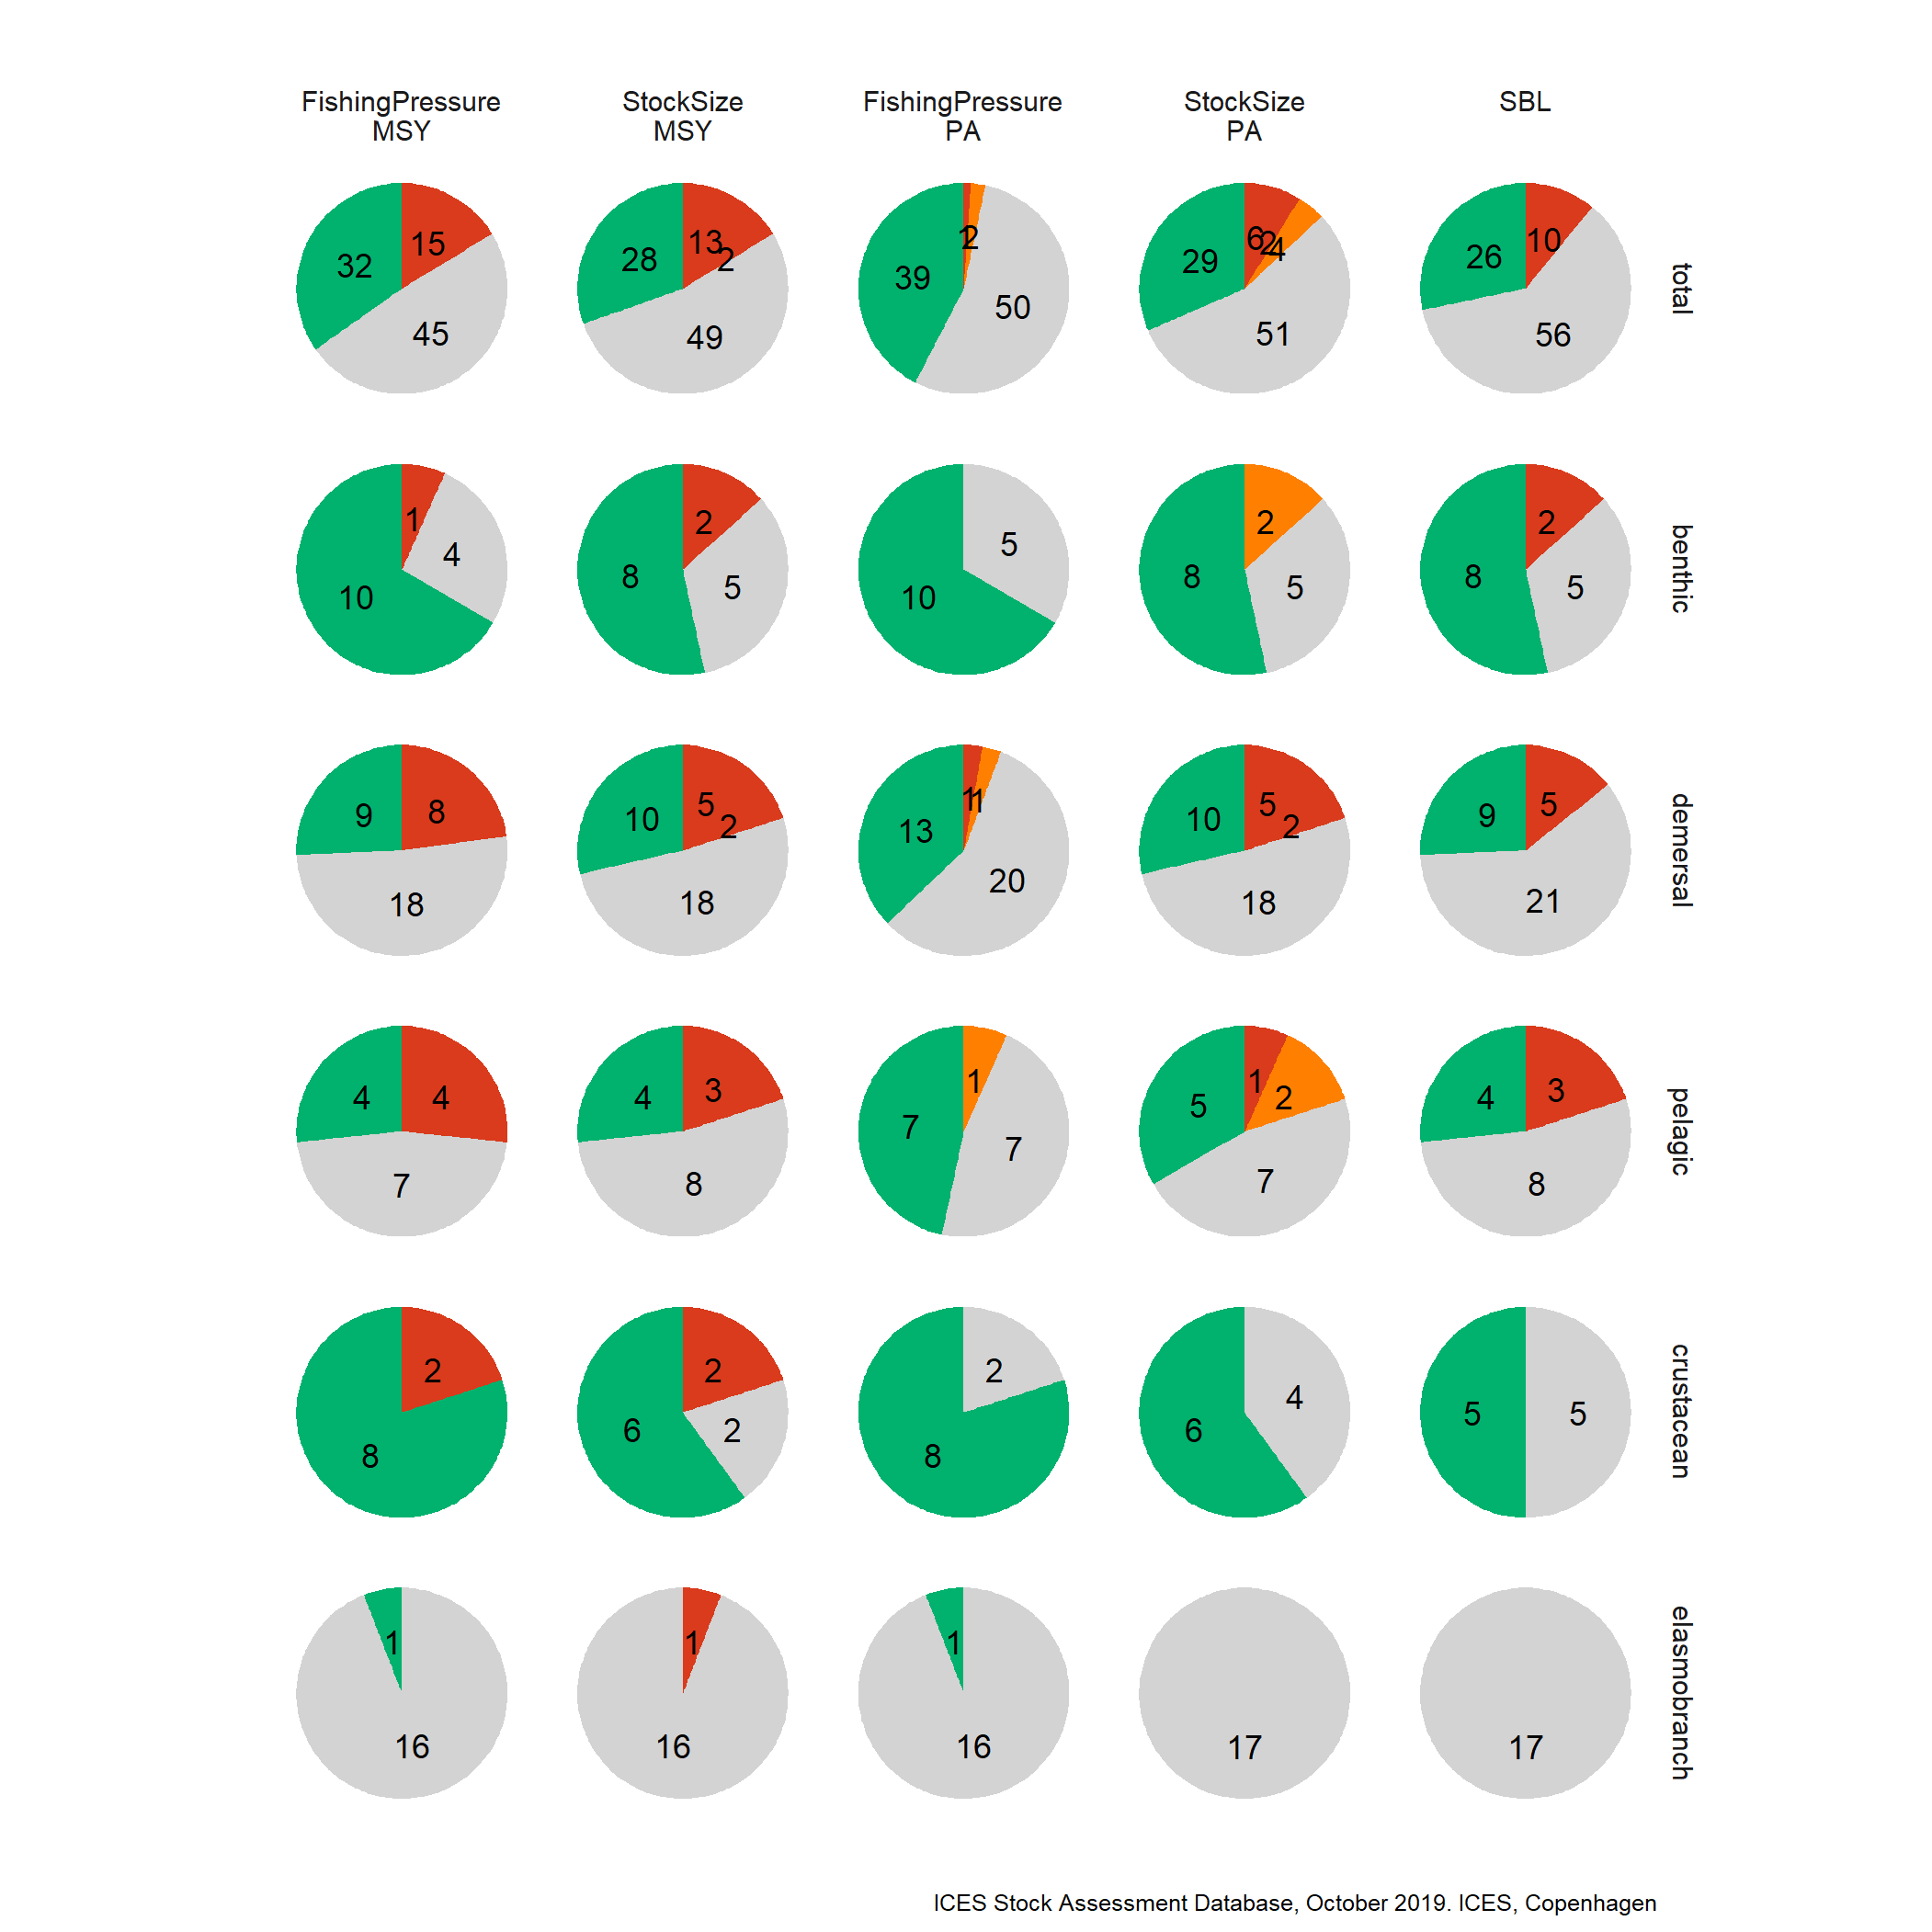 FishingPressure MSY
StockSize MSY
FishingPressure PA
StockSize PA
SBL
32 15 45
28 13 2 49
39 1 2 50
29 6 2 4 51
26 10 56
total
10 1 4
8 2 5
10 5
8 2 5
8 2 5
benthic
9 8 18
10 5 2 18
13 1 1 20
10 5 2 18
9 5 21
demersal
4 4 7
4 3 8
7 1 7
5 1 2 7
4 3 8
pelagic
8 2
6 2 2
8 2
6 4
5 5
crustacean
1 16
1 16
1 16
17
17
elasmobranch
ICES Stock Assessment Database, October 2019. ICES, Copenhagen